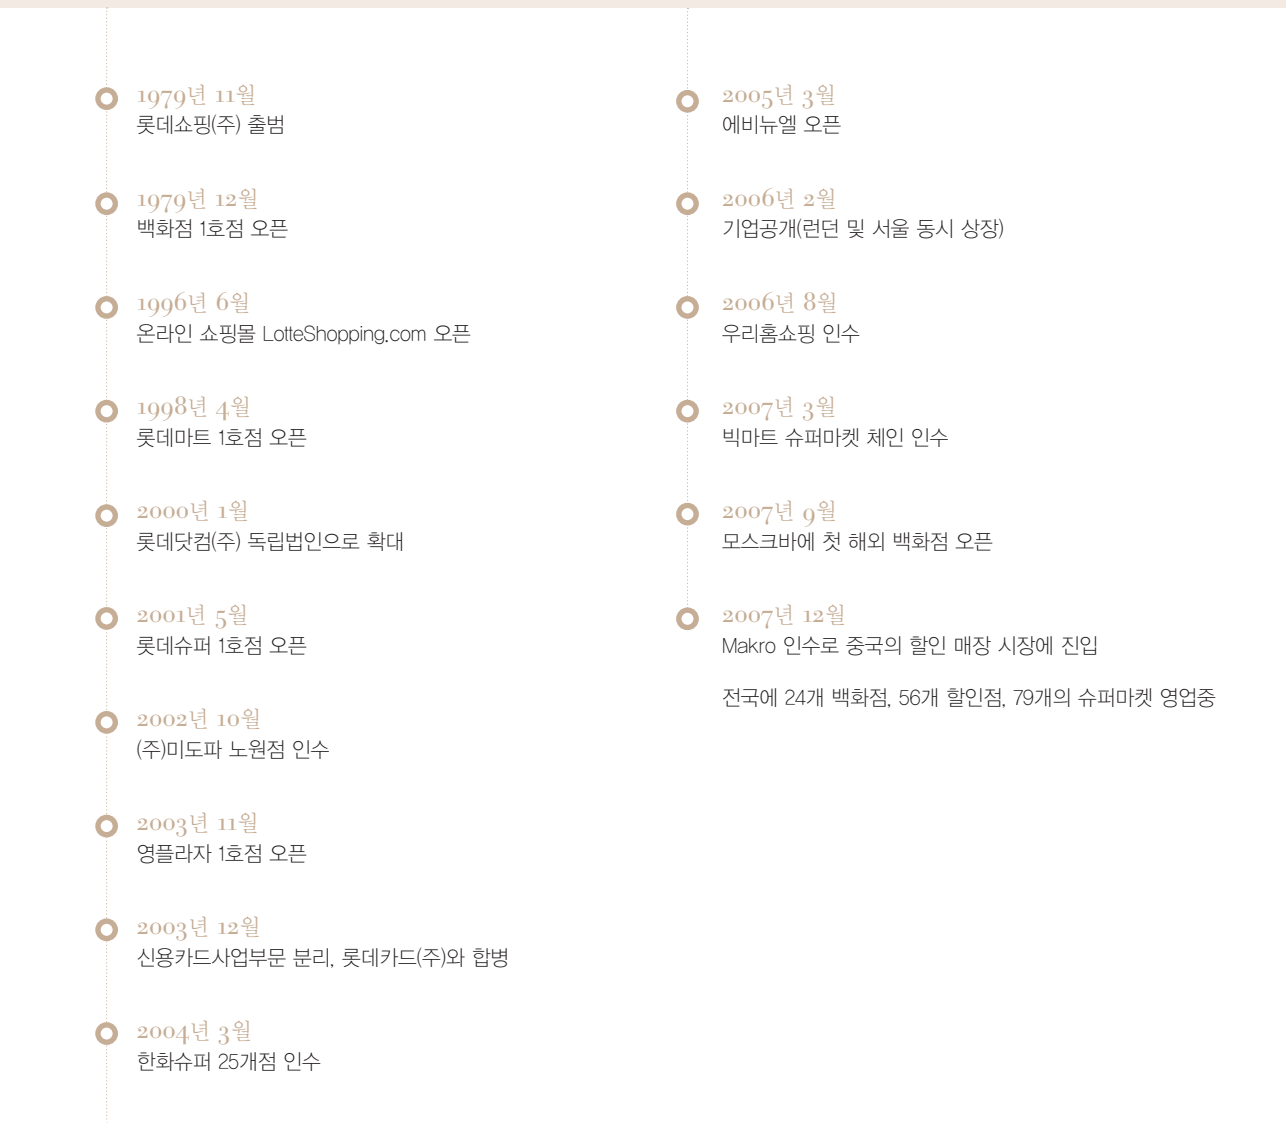 1979년 11월
롯데쇼핑(주) 출범
1979년 12월
백화점 1호점 오픈
1996년 6월
온라인 쇼핑몰 LotteShopping.com 오픈
1998년 4월
롯데마트 1호점 오픈
2000년 1월
롯데닷컴(주) 독립법인으로 확대
2001년 5월
롯데슈퍼 1호점 오픈
2002년 10월
(주)미도파 노원점 인수
2003년 11월
영플라자 1호점 오픈
2003년 12월
신용카드사업부문 분리, 롯데카드(주)와 합병
2004년 3월
한화슈퍼 25개점 인수
2005년 3월
에비뉴엘 오픈
2006년 2월
기업공개(런던 및 서울 동시 상장)
2006년 8월
우리홈쇼핑 인수
2007년 3월
빅마트 슈퍼마켓 체인 인수
2007년 9월
모스크바에 첫 해외 백화점 오픈
2007년 12월
Makro 인수로 중국의 할인 매장 시장에 진입
전국에 24개 백화점, 56개 할인점, 79개의 슈퍼마켓 영업중